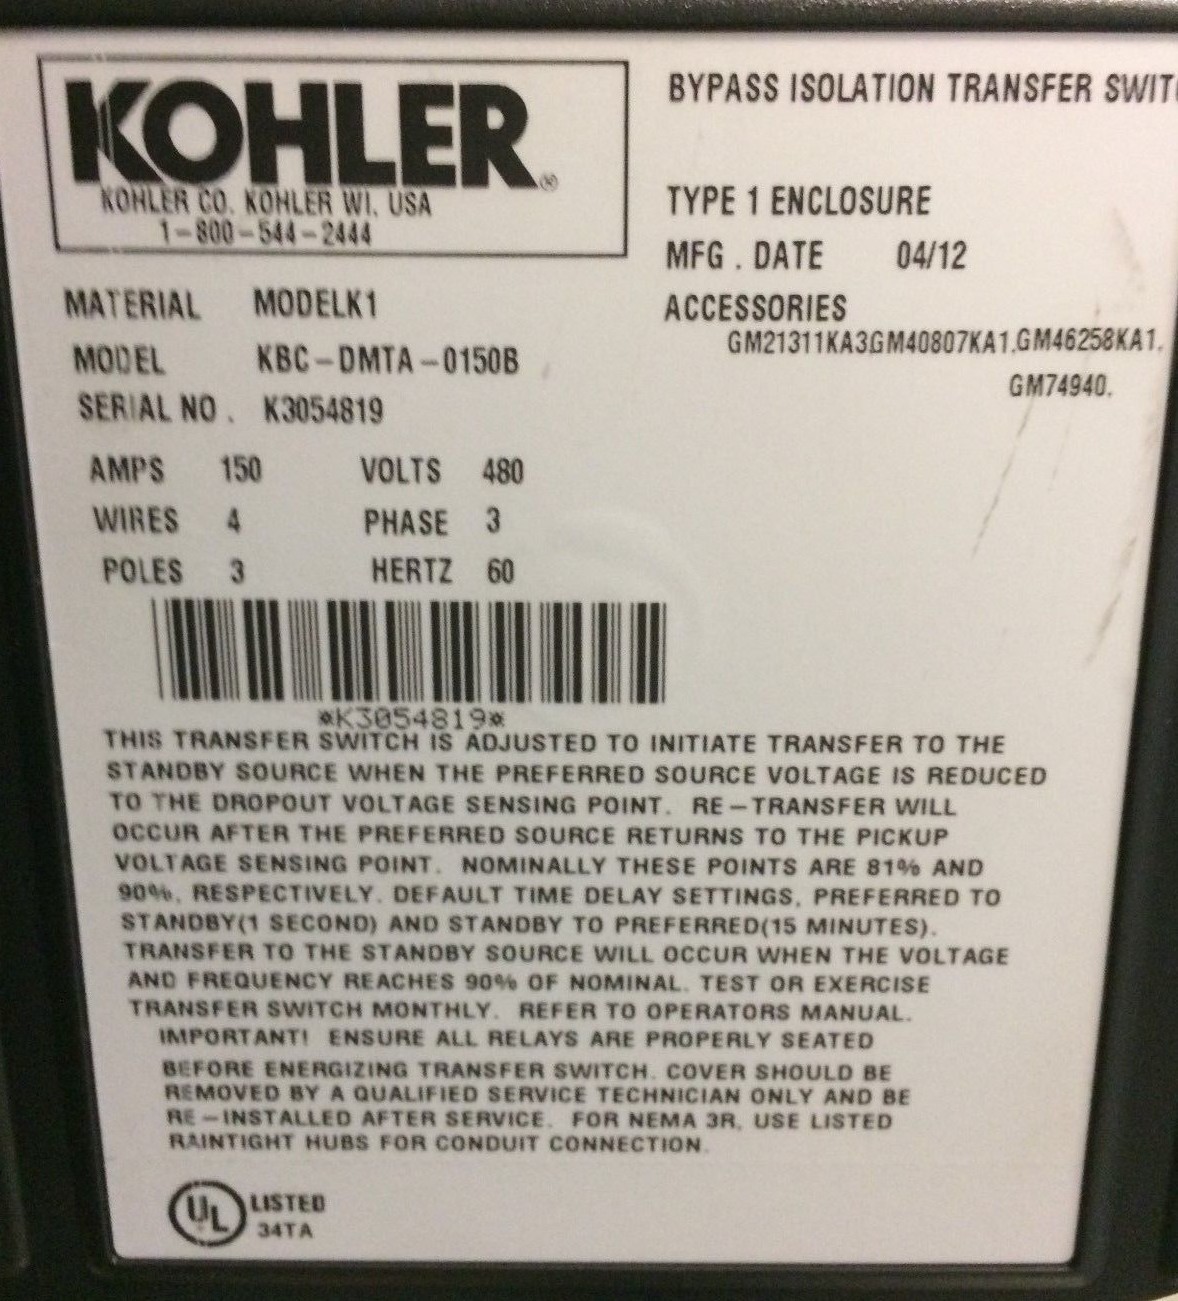 KOHLER®
KOHLER CO. KOHLER WI. USA
1-800-544-2444
BYPASS ISOLATION TRANSFER SWIT
TYPE 1 ENCLOSURE
MFG. DATE 04/12
ACCESSORIES
GM21311KA3GM40807KA1,GM46258KA1,
GM74940.
MATERIAL MODELK1
MODEL KBC-DMTA-0150B
SERIAL NO. K3054819
AMPS 150 VOLTS 480
WIRES 4 PHASE 3
POLES 3 HERTZ 60
*K3054819*
THIS TRANSFER SWITCH IS ADJUSTED TO INITIATE TRANSFER TO THE
STANDBY SOURCE WHEN THE PREFERRED SOURCE VOLTAGE IS REDUCED
TO THE DROPOUT VOLTAGE SENSING POINT. RE-TRANSFER WILL
OCCUR AFTER THE PREFERRED SOURCE RETURNS TO THE PICKUP
VOLTAGE SENSING POINT. NOMINALLY THESE POINTS ARE 81% AND
90%, RESPECTIVELY. DEFAULT TIME DELAY SETTINGS, PREFERRED TO
STANDBY(1 SECOND) AND STANDBY TO PREFERRED(15 MINUTES).
TRANSFER TO THE STANDBY SOURCE WILL OCCUR WHEN THE VOLTAGE
AND FREQUENCY REACHES 90% OF NOMINAL. TEST OR EXERCISE
TRANSFER SWITCH MONTHLY. REFER TO OPERATORS MANUAL.
IMPORTANT! ENSURE ALL RELAYS ARE PROPERLY SEATED
BEFORE ENERGIZING TRANSFER SWITCH. COVER SHOULD BE
REMOVED BY A QUALIFIED SERVICE TECHNICIAN ONLY AND BE
RE-INSTALLED AFTER SERVICE. FOR NEMA 3R, USE LISTED
RAINTIGHT HUBS FOR CONDUIT CONNECTION.
UL LISTED
34TA